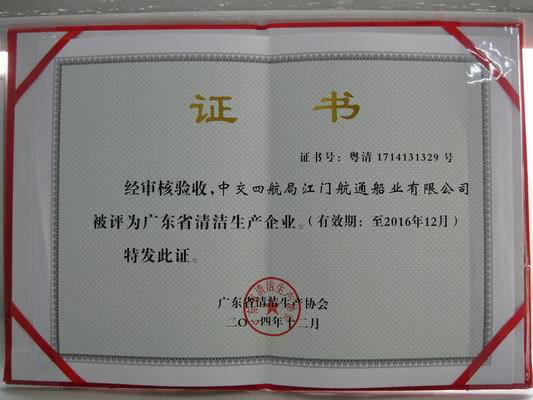 证 书
证书号：粤清 1714131329 号
经审核验收，中交四航局江门航通船业有限公司
被评为广东省清洁生产企业。（有效期：至2016年12月）
特发此证。
广东省清洁生产协会
二〇一四年十二月